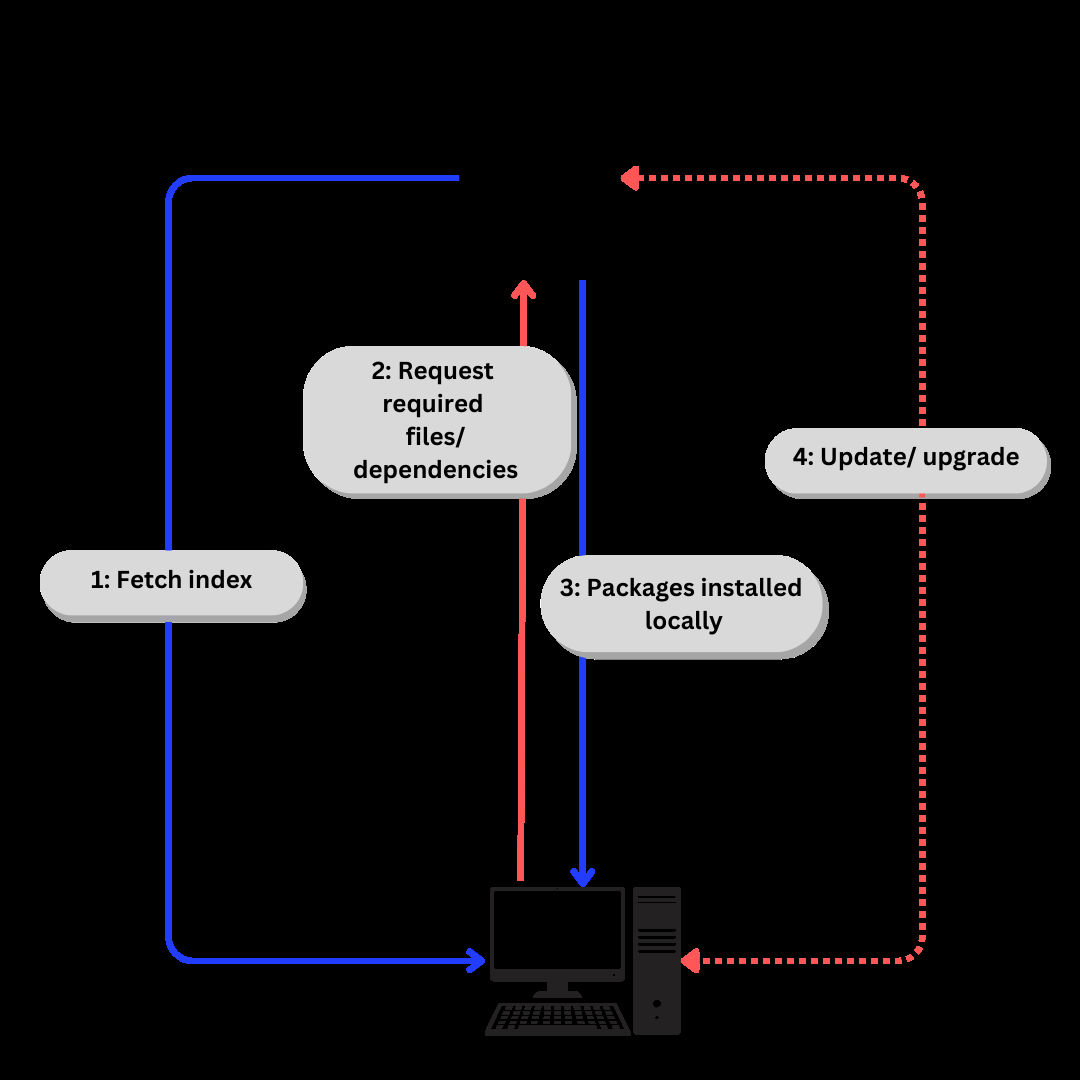 2: Request
required
files/
dependencies
4: Update/ upgrade
1: Fetch index
3: Packages installed
locally